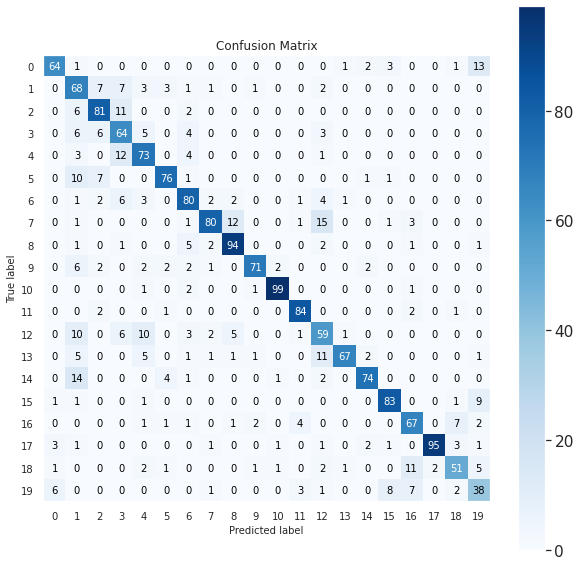 Confusion Matrix
0 64 1 0 0 0 0 0 0 0 0 0 0 0 1 2 3 0 0 1 13
1 0 68 7 7 3 3 1 1 0 1 0 0 2 0 0 0 0 0 0 0
2 0 6 81 11 0 0 2 0 0 0 0 0 0 0 0 0 0 0 0 0
3 0 6 6 64 5 0 4 0 0 0 0 0 3 0 0 0 0 0 0 0
4 0 3 0 12 73 0 4 0 0 0 0 0 1 0 0 0 0 0 0 0
5 0 10 7 0 0 76 1 0 0 0 0 0 0 0 1 1 0 0 0 0
6 0 1 2 6 3 0 80 2 2 0 0 1 4 1 0 0 0 0 0 0
7 0 1 0 0 0 0 1 80 12 0 0 1 15 0 0 1 3 0 0 0
8 0 1 0 1 0 0 5 2 94 0 0 0 2 0 0 0 1 0 0 1
9 0 6 2 0 2 2 2 1 0 71 2 0 0 0 2 0 0 0 0 0
10 0 0 0 0 1 0 2 0 0 1 99 0 0 0 0 0 1 0 0 0
11 0 0 2 0 0 1 0 0 0 0 0 84 0 0 0 0 2 0 1 0
12 0 10 0 6 10 0 3 2 5 0 0 1 59 1 0 0 0 0 0 0
13 0 5 0 0 5 0 1 1 1 1 0 0 11 67 2 0 0 0 0 1
14 0 14 0 0 0 4 1 0 0 0 1 0 2 0 74 0 0 0 0 0
15 1 1 0 0 1 0 0 0 0 0 0 0 0 0 0 83 0 0 1 9
16 0 0 0 0 1 1 1 0 1 2 0 4 0 0 0 0 67 0 7 2
17 3 1 0 0 0 0 0 1 0 0 1 0 1 0 2 1 0 95 3 1
18 1 0 0 0 2 1 0 0 0 1 1 0 2 1 0 0 11 2 51 5
19 6 0 0 0 0 0 0 1 0 0 0 3 1 0 0 8 7 0 2 38
0 1 2 3 4 5 6 7 8 9 10 11 12 13 14 15 16 17 18 19
Predicted label
True label
80
60
40
20
0